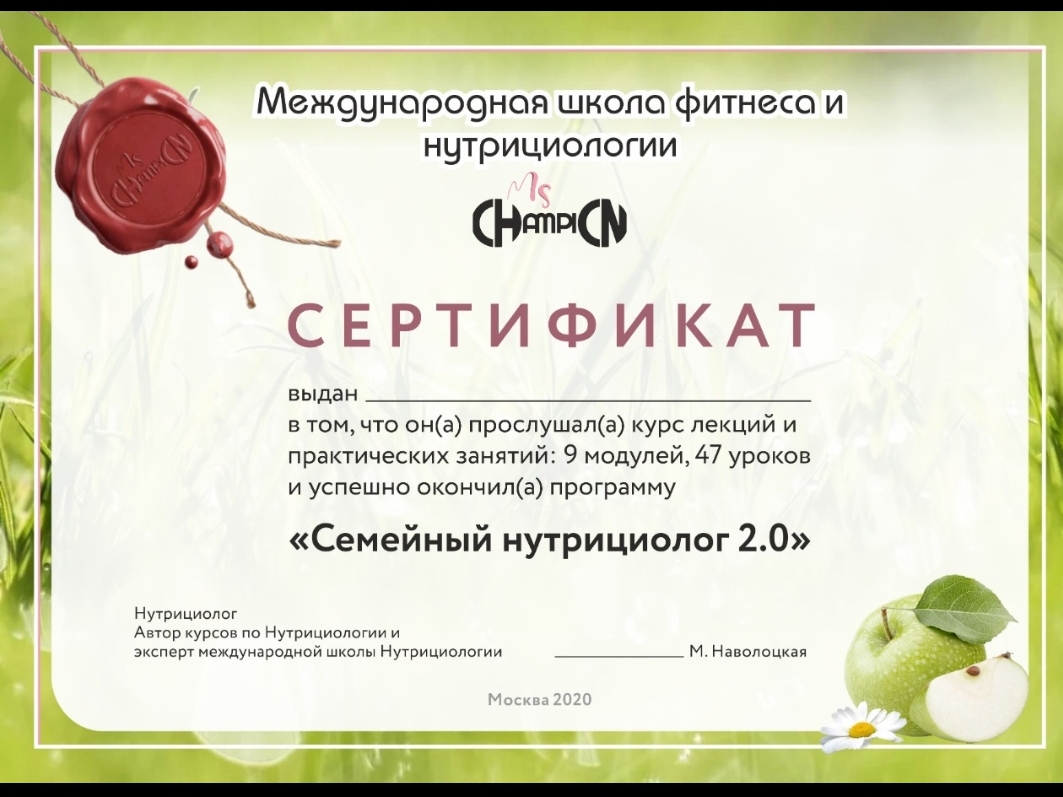 Международная школа фитнеса и
нутрициологии
Ms
CHAMPION
Ms
CHAMPION
СЕРТИФИКАТ
выдан
в том, что он(а) прослушал(а) курс лекций и
практических занятий: 9 модулей, 47 уроков
и успешно окончил(а) программу
«Семейный нутрициолог 2.0»
Нутрициолог
Автор курсов по Нутрициологии и
эксперт международной школы Нутрициологии
М. Наволоцкая
Москва 2020